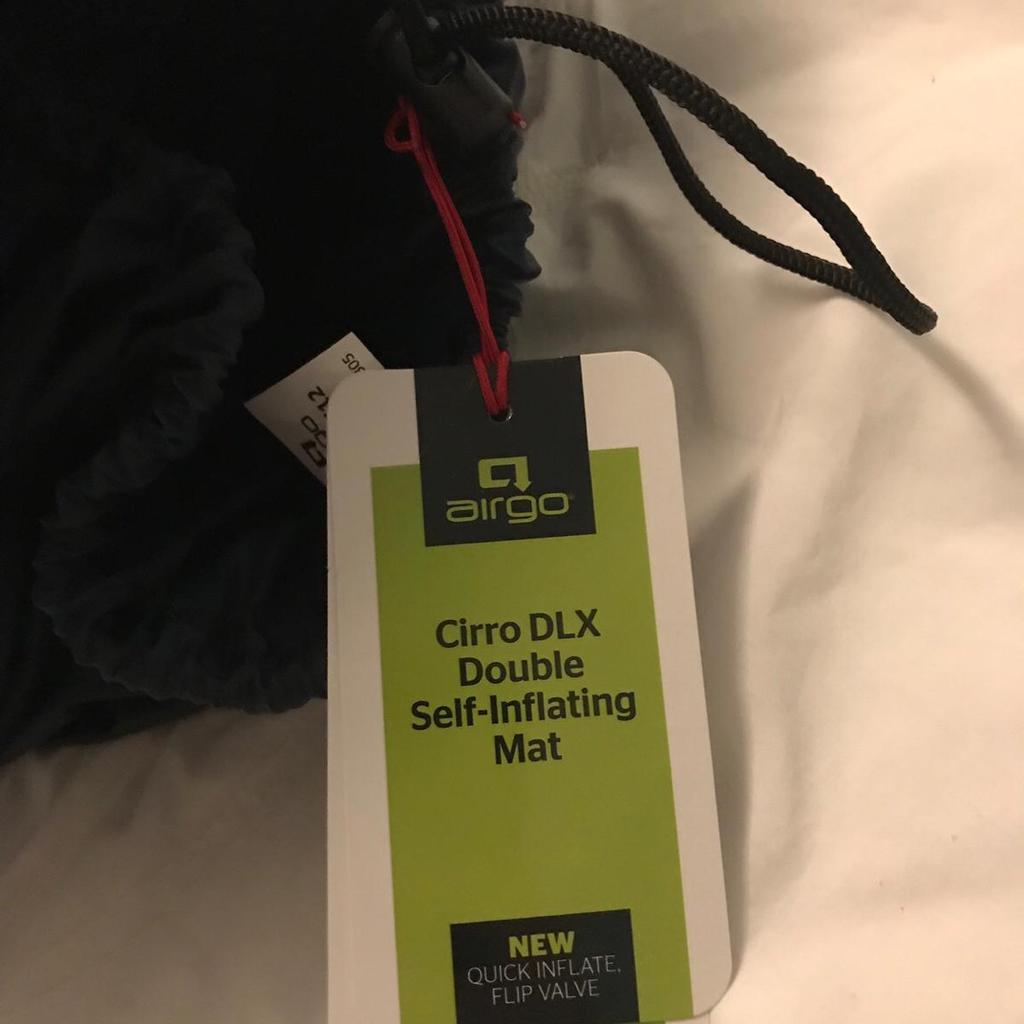 airgo
Cirro DLX
Double
Self-Inflating
Mat
NEW
QUICK INFLATE,
FLIP VALVE